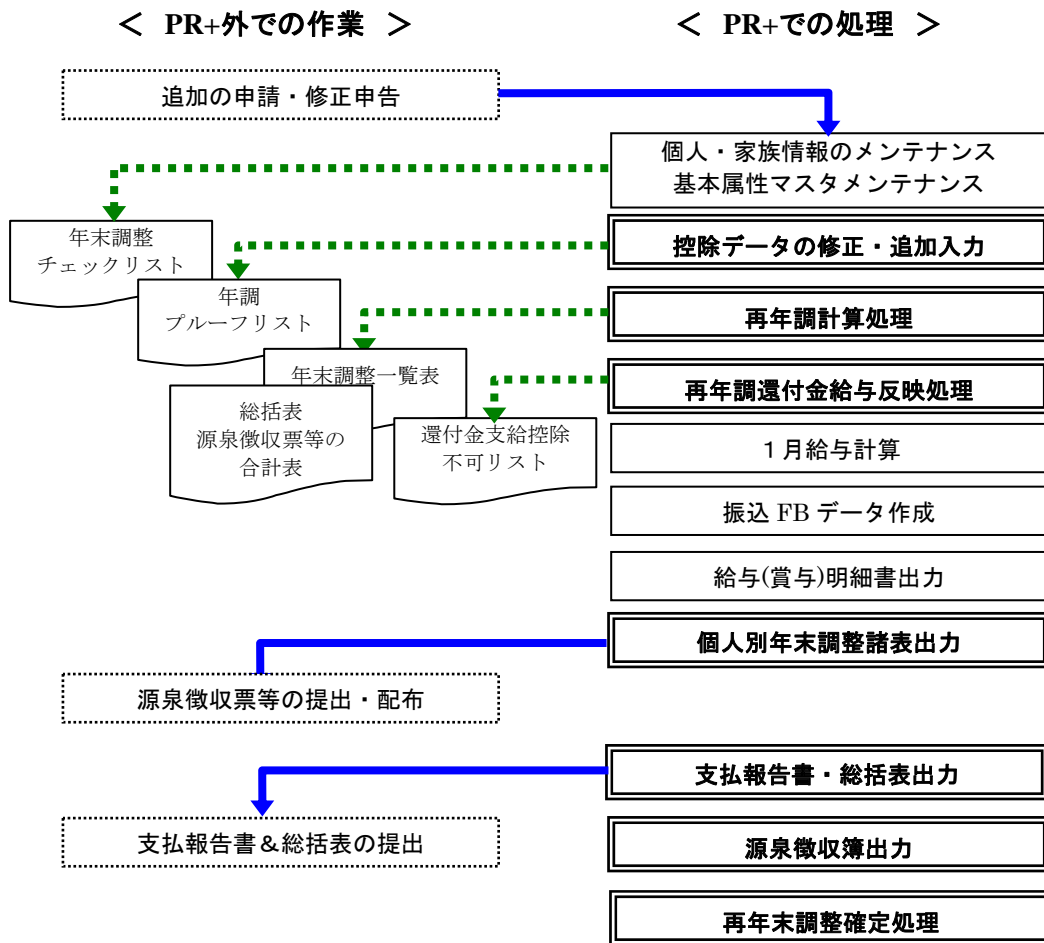 ＜ PR+外での作業 ＞
＜ PR+での処理 ＞
追加の申請・修正申告
個人・家族情報のメンテナンス
基本属性マスタメンテナンス
年末調整
チェックリスト
控除データの修正・追加入力
年調
プルーフリスト
再年調計算処理
年末調整一覧表
再年調還付金給与反映処理
総括表
源泉徴収票等の
合計表
還付金支給控除
不可リスト
１月給与計算
振込 FB データ作成
給与(賞与)明細書出力
個人別年末調整諸表出力
源泉徴収票等の提出・配布
支払報告書・総括表出力
支払報告書＆総括表の提出
源泉徴収簿出力
再年末調整確定処理